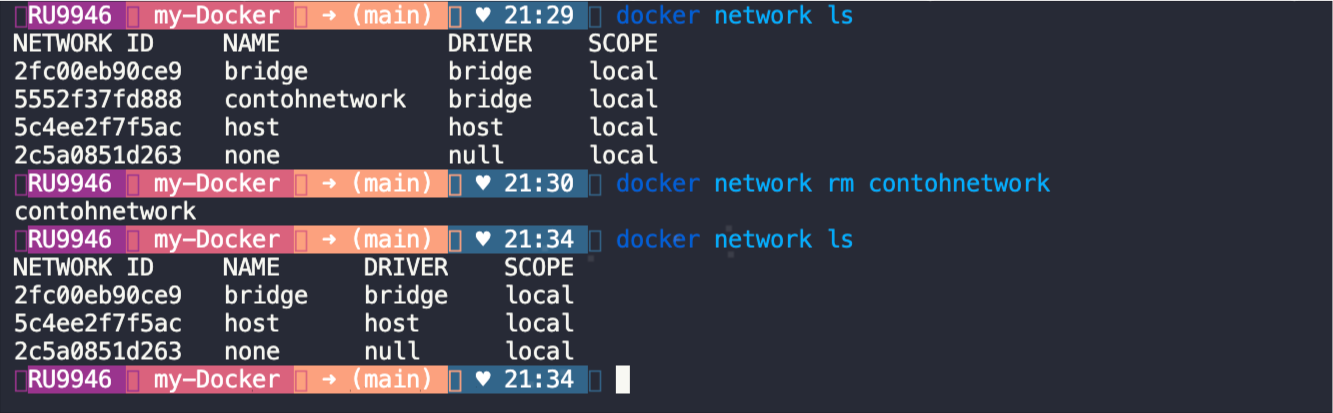 RU9946 my-Docker ➜ (main) ♥ 21:29 docker network ls
NETWORK ID NAME DRIVER SCOPE
2fc00eb90ce9 bridge bridge local
5552f37fd888 contohnetwork bridge local
5c4ee2f7f5ac host host local
2c5a0851d263 none null local
RU9946 my-Docker ➜ (main) ♥ 21:30 docker network rm contohnetwork
contohnetwork
RU9946 my-Docker ➜ (main) ♥ 21:34 docker network ls
NETWORK ID NAME DRIVER SCOPE
2fc00eb90ce9 bridge bridge local
5c4ee2f7f5ac host host local
2c5a0851d263 none null local
RU9946 my-Docker ➜ (main) ♥ 21:34